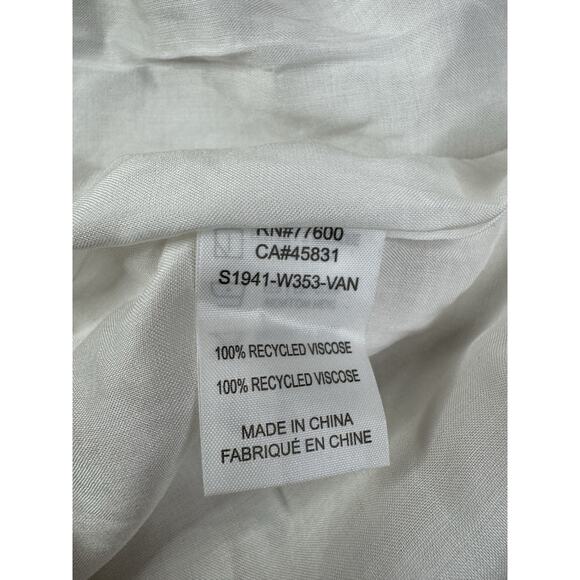 RN#77600
CA#45831
S1941-W353-VAN
100% RECYCLED VISCOSE
100% RECYCLED VISCOSE
MADE IN CHINA
FABRIQUÉ EN CHINE